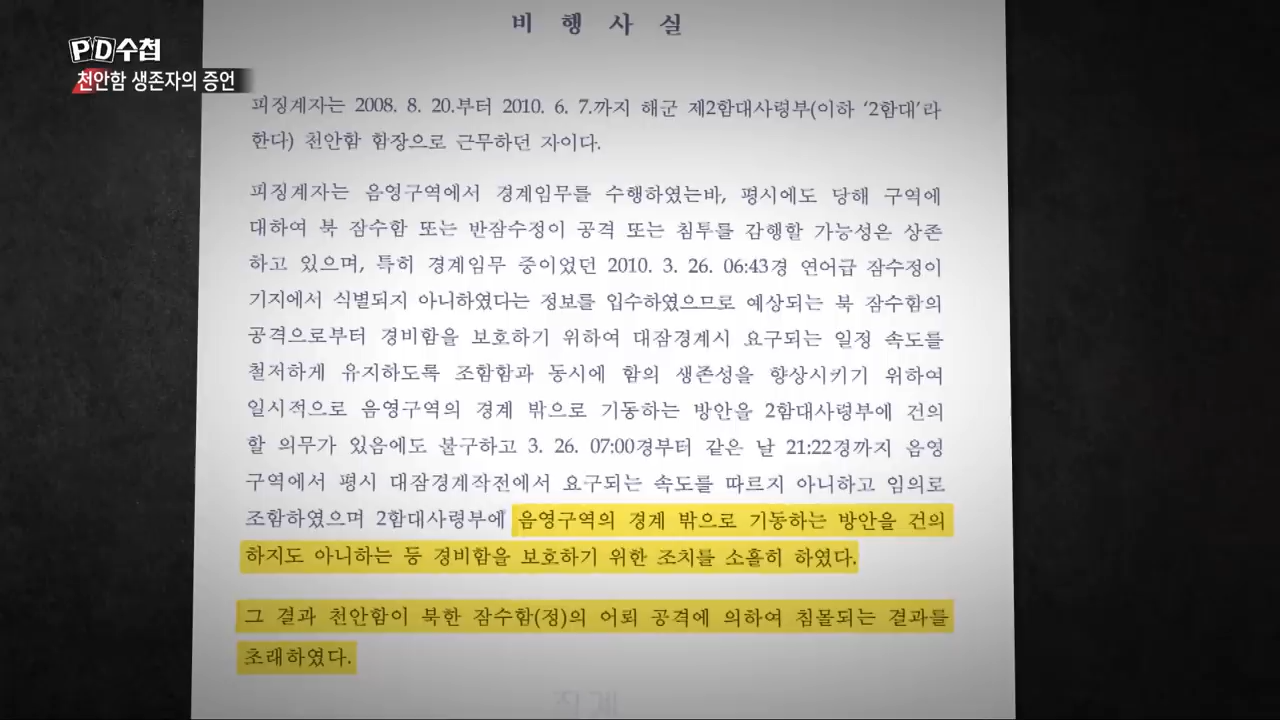 PD수첩
천안함 생존자의 증언
비 행 사 실
피징계자는 2008. 8. 20.부터 2010. 6. 7.까지 해군 제2함대사령부(이하 ‘2함대’라
한다) 천안함 함장으로 근무하던 자이다.
피징계자는 음영구역에서 경계임무를 수행하였는바, 평시에도 당해 구역에
대하여 북 잠수함 또는 반잠수정이 공격 또는 침투를 감행할 가능성은 상존
하고 있으며, 특히 경계임무 중이었던 2010. 3. 26. 06:43경 연어급 잠수정이
기지에서 식별되지 아니하였다는 정보를 입수하였으므로 예상되는 북 잠수함의
공격으로부터 경비함을 보호하기 위하여 대잠경계시 요구되는 일정 속도를
철저하게 유지하도록 조함함과 동시에 함의 생존성을 향상시키기 위하여
일시적으로 음영구역의 경계 밖으로 기동하는 방안을 2함대사령부에 건의
할 의무가 있음에도 불구하고 3. 26. 07:00경부터 같은 날 21:22경까지 음영
구역에서 평시 대잠경계작전에서 요구되는 속도를 따르지 아니하고 임의로
조함하였으며 2함대사령부에 음영구역의 경계 밖으로 기동하는 방안을 건의
하지도 아니하는 등 경비함을 보호하기 위한 조치를 소홀히 하였다.
그 결과 천안함이 북한 잠수함(정)의 어뢰 공격에 의하여 침몰되는 결과를
초래하였다.